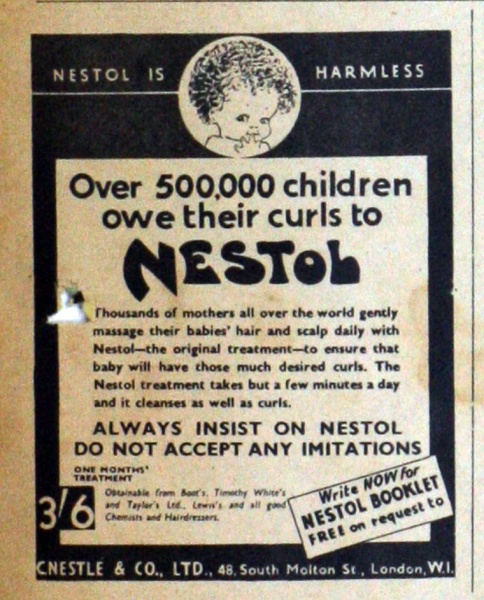 NESTOL IS HARMLESS
Over 500,000 children
owe their curls to
NESTOL
Thousands of mothers all over the world gently
massage their babies' hair and scalp daily with
Nestol—the original treatment—to ensure that
baby will have those much desired curls. The
Nestol treatment takes but a few minutes a day
and it cleanses as well as curls.
ALWAYS INSIST ON NESTOL
DO NOT ACCEPT ANY IMITATIONS
ONE MONTHS'
TREATMENT
3/6
Obtainable from Boot's, Timothy White's
and Taylor's Ltd., Lewis's and all good
Chemists and Hairdressers.
Write NOW for
NESTOL BOOKLET
FREE on request to
C NESTLE & CO., LTD., 48, South Molton St., London, W.I.